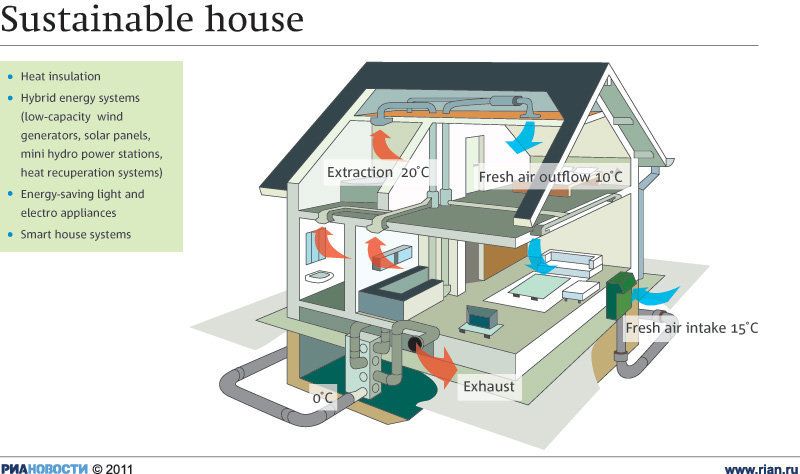 Sustainable house
• Heat insulation
• Hybrid energy systems
(low-capacity wind
generators, solar panels,
mini hydro power stations,
heat recuperation systems)
• Energy-saving light and
electro appliances
• Smart house systems
Extraction 20°C
Fresh air outflow 10°C
Fresh air intake 15°C
Exhaust
0°C
РИАНОВОСТИ © 2011
www.rian.ru